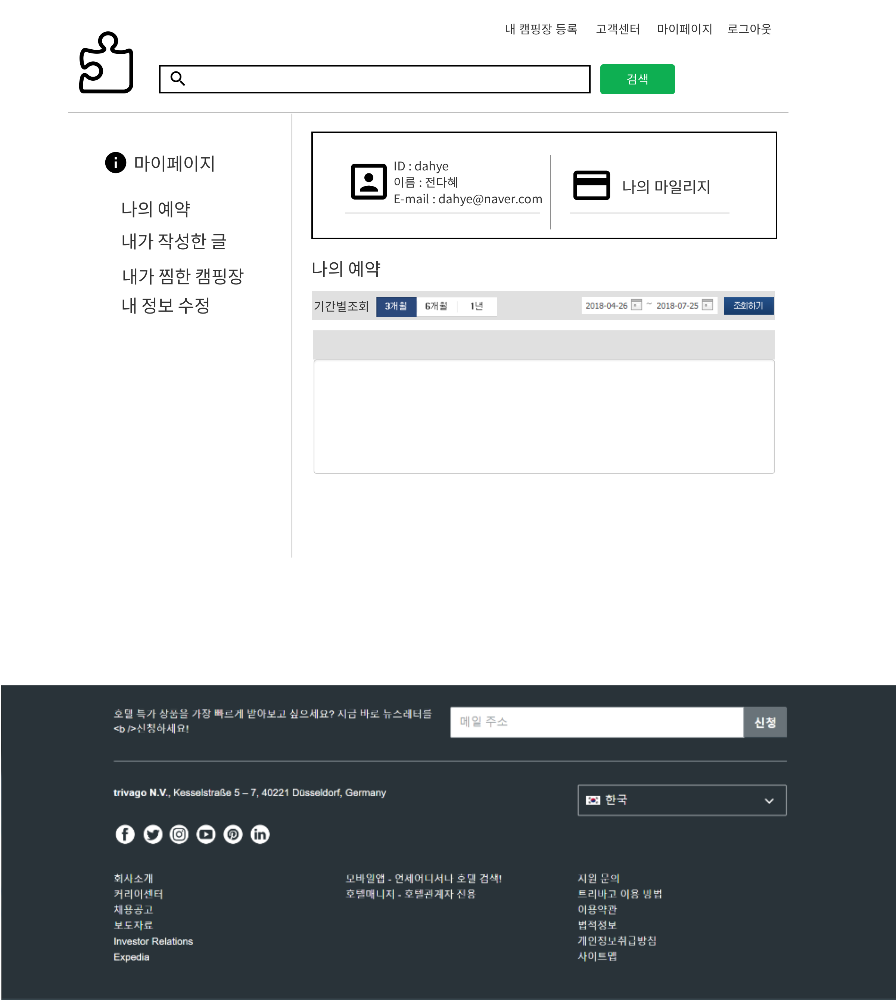 내 캠핑장 등록 고객센터 마이페이지 로그아웃
검색
마이페이지
나의 예약
내가 작성한 글
내가 찜한 캠핑장
내 정보 수정
ID : dahye
이름 : 전다혜
E-mail : dahye@naver.com
나의 마일리지
나의 예약
기간별조회 3개월 6개월 1년 2018-04-26 ~ 2018-07-25 조회하기
호텔 특가 상품을 가장 빠르게 받아보고 싶으세요? 지금 바로 뉴스레터를
<b />신청하세요!
메일 주소 신청
trivago N.V., Kesselstraße 5 – 7, 40221 Düsseldorf, Germany
한국
회사소개
커리어센터
채용공고
보도자료
Investor Relations
Expedia
모바일앱 - 언제어디서나 호텔 검색!
호텔매니저 - 호텔관계자 전용
지원 문의
트리바고 이용 방법
이용약관
법적정보
개인정보취급방침
사이트맵